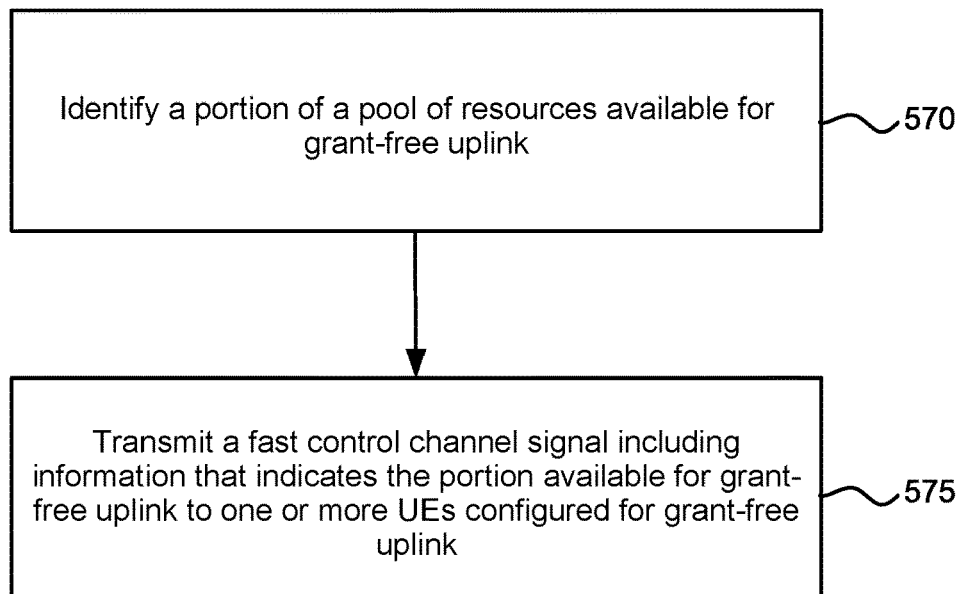 Identify a portion of a pool of resources available for
grant-free uplink
570
Transmit a fast control channel signal including
information that indicates the portion available for grant-
free uplink to one or more UEs configured for grant-free
uplink
575